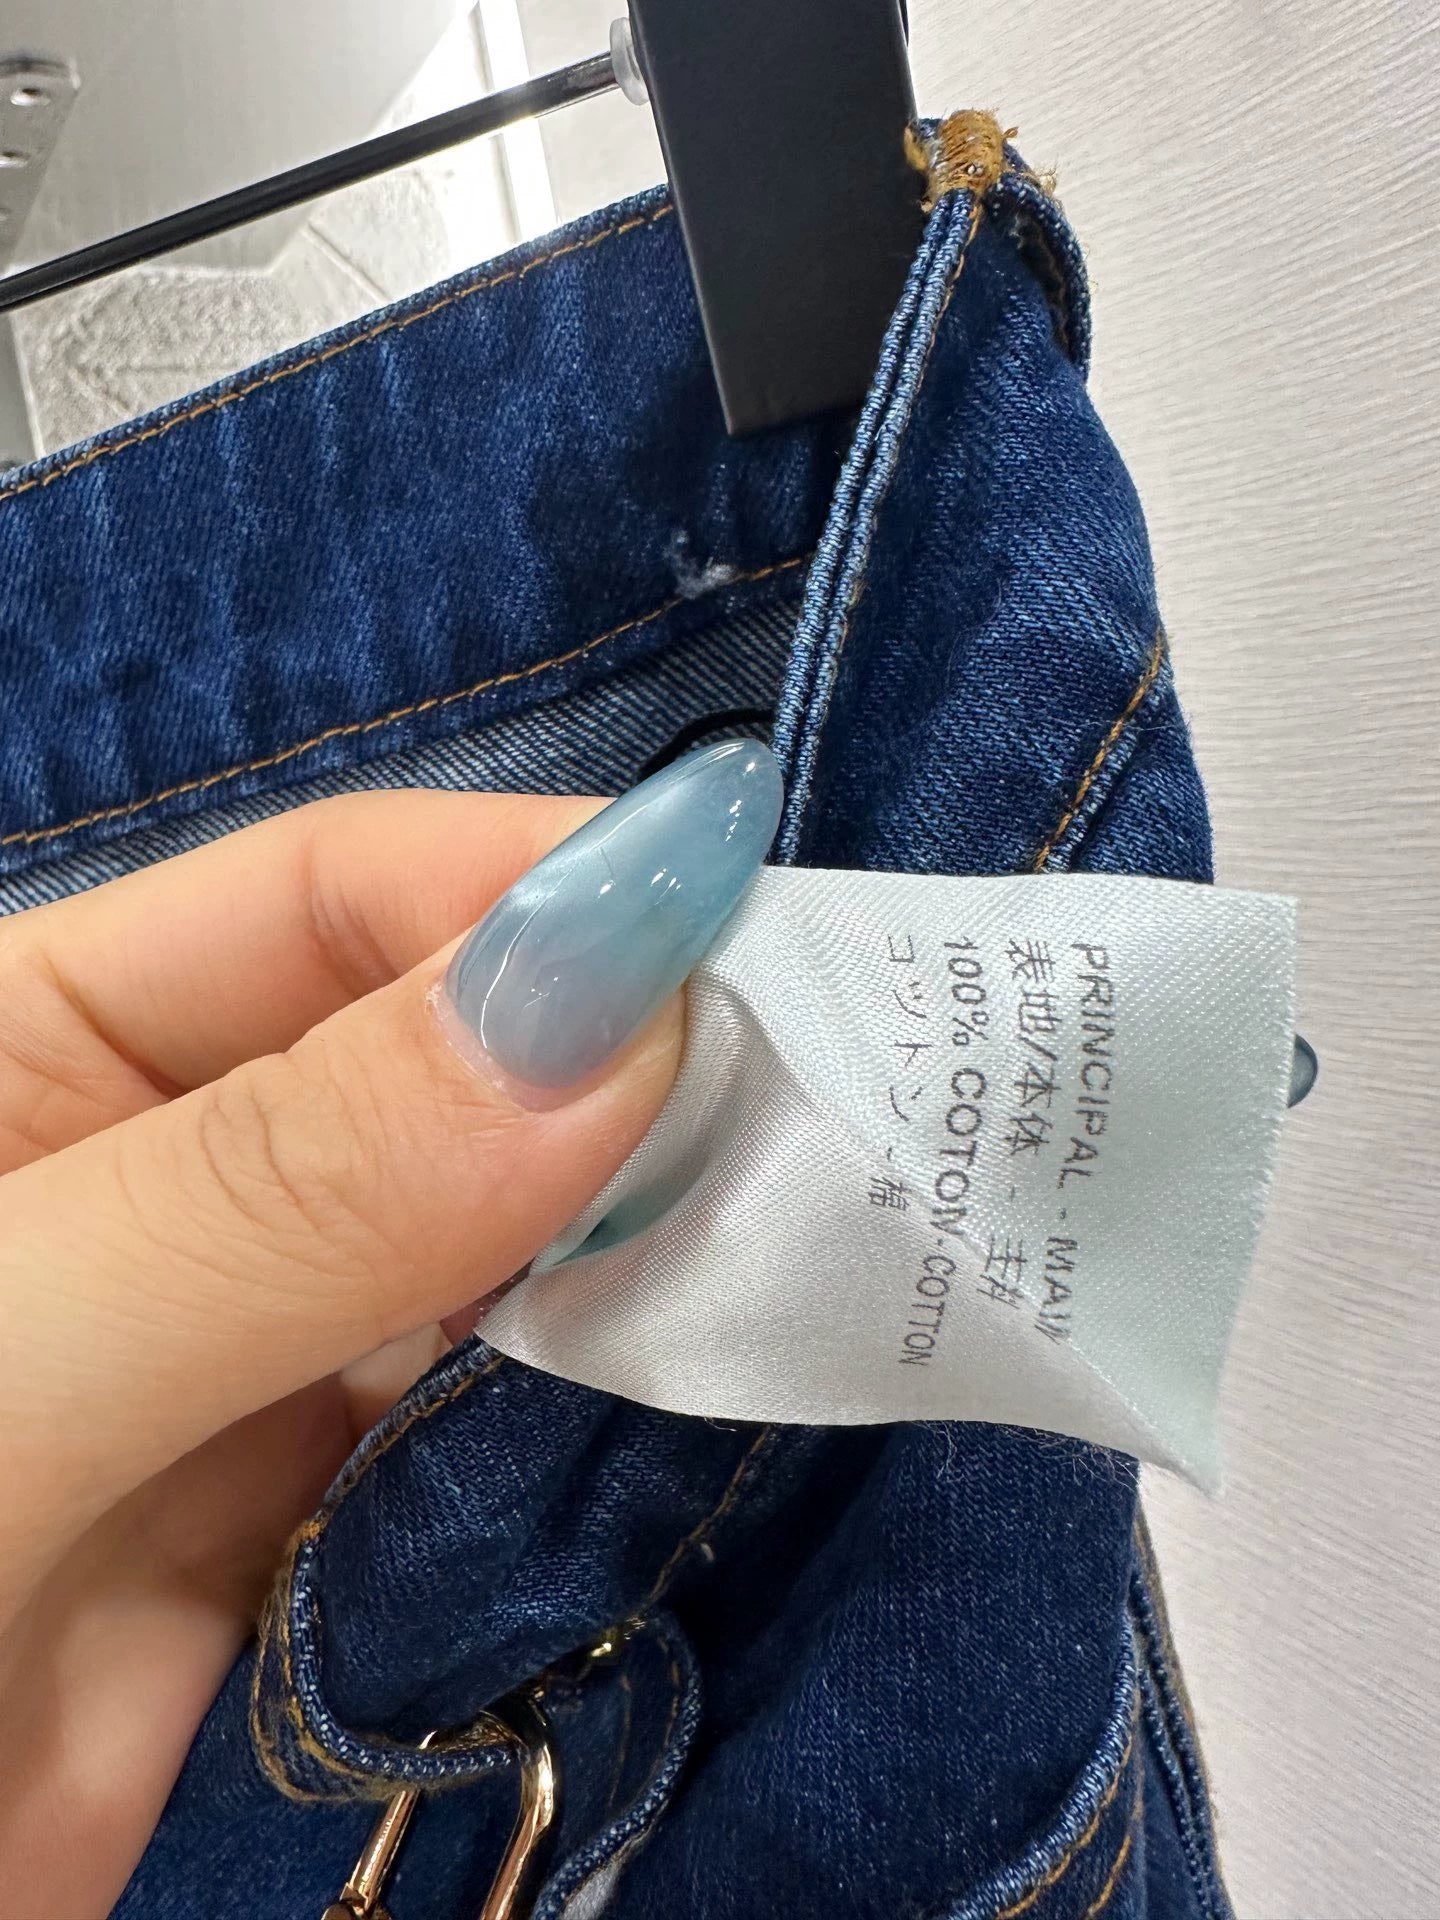 PRINCIPAL - MAIN
表地/本体 - 主料
100% COTON-COTTON
コットン - 棉